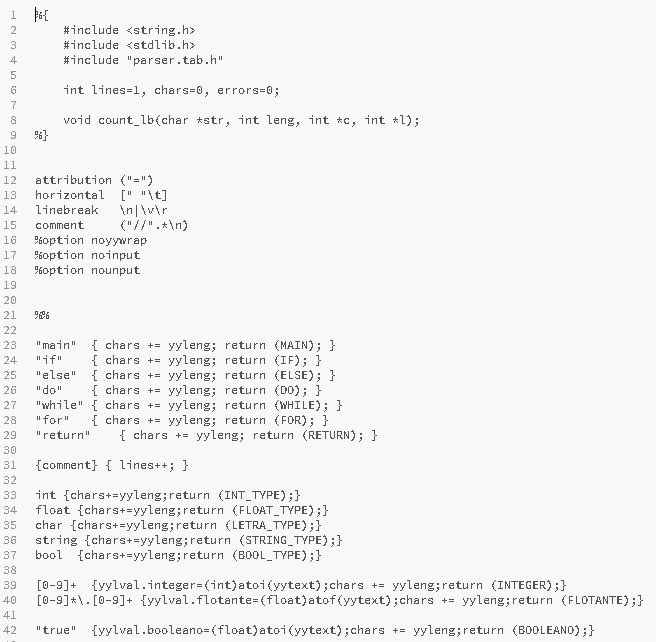 1 %{
2 #include <string.h>
3 #include <stdlib.h>
4 #include "parser.tab.h"
5
6 int lines=1, chars=0, errors=0;
7
8 void count_lb(char *str, int leng, int *c, int *l);
9 %}
10
11
12 attribution ("=")
13 horizontal [" "\t]
14 linebreak \n|\v\r
15 comment ("//".*\n)
16 %option noyywrap
17 %option noinput
18 %option nounput
19
20
21 %%
22
23 "main" { chars += yyleng; return (MAIN); }
24 "if" { chars += yyleng; return (IF); }
25 "else" { chars += yyleng; return (ELSE); }
26 "do" { chars += yyleng; return (DO); }
27 "while" { chars += yyleng; return (WHILE); }
28 "for" { chars += yyleng; return (FOR); }
29 "return" { chars += yyleng; return (RETURN); }
30
31 {comment} { lines++; }
32
33 int {chars+=yyleng;return (INT_TYPE);}
34 float {chars+=yyleng;return (FLOAT_TYPE);}
35 char {chars+=yyleng;return (LETRA_TYPE);}
36 string {chars+=yyleng;return (STRING_TYPE);}
37 bool {chars+=yyleng;return (BOOL_TYPE);}
38
39 [0-9]+ {yylval.integer=(int)atoi(yytext);chars += yyleng;return (INTEGER);}
40 [0-9]*\.[0-9]+ {yylval.flotante=(float)atof(yytext);chars += yyleng;return (FLOTANTE);}
41
42 "true" {yylval.booleano=(float)atoi(yytext);chars += yyleng;return (BOOLEANO);}